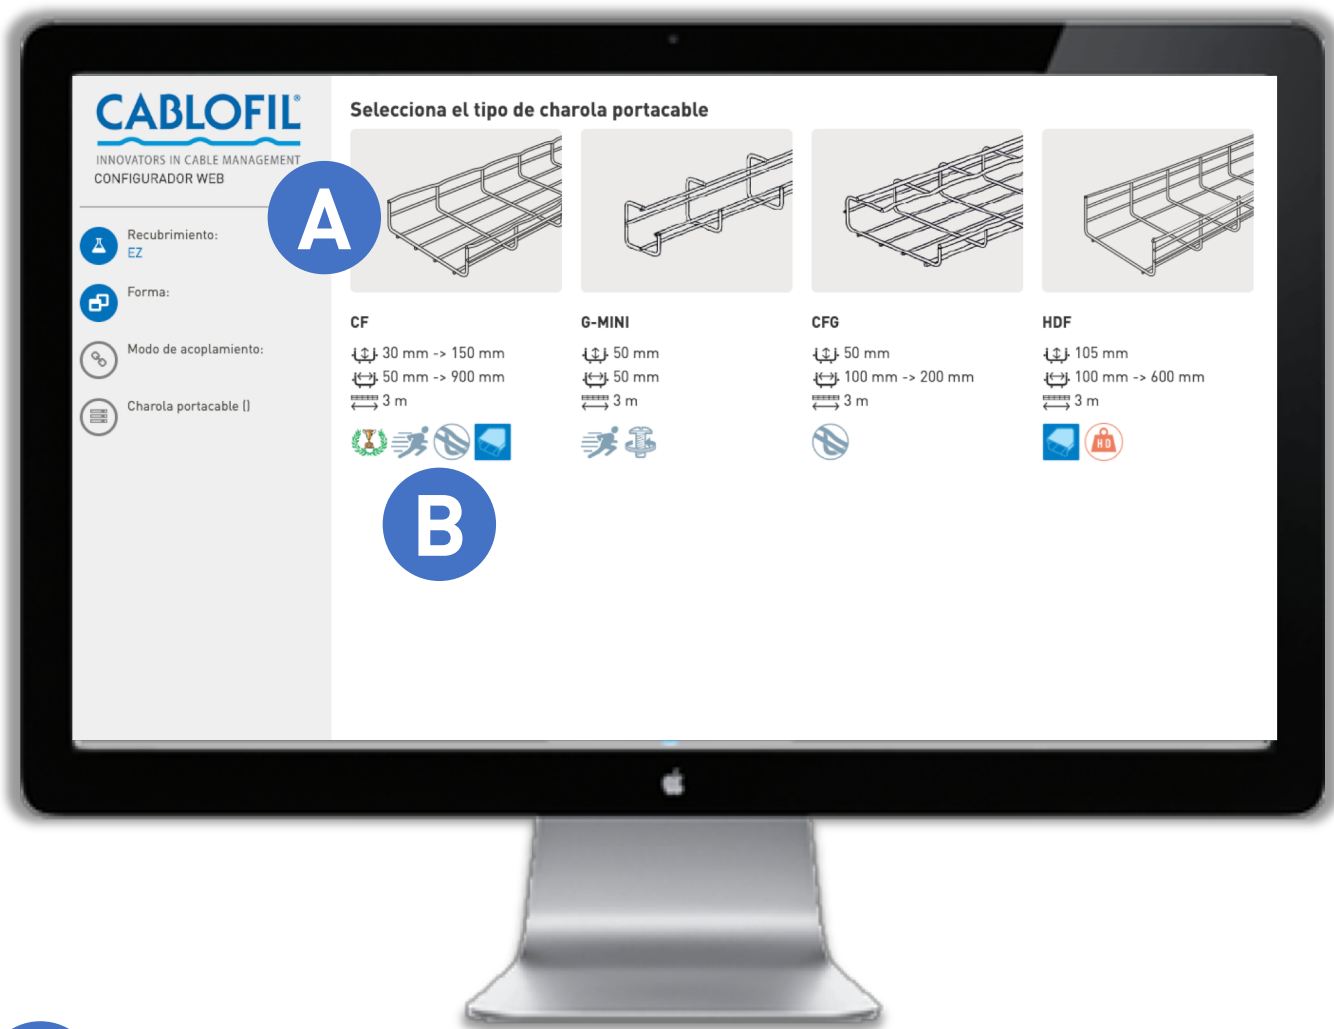 CABLOFIL®
INNOVATORS IN CABLE MANAGEMENT
CONFIGURADOR WEB
Recubrimiento:
EZ
Forma:
Modo de acoplamiento:
Charola portacable ()
Selecciona el tipo de charola portacable
A
CF
30 mm -> 150 mm
50 mm -> 900 mm
3 m
G-MINI
50 mm
50 mm
3 m
CFG
50 mm
100 mm -> 200 mm
3 m
HDF
105 mm
100 mm -> 600 mm
3 m
HD
B